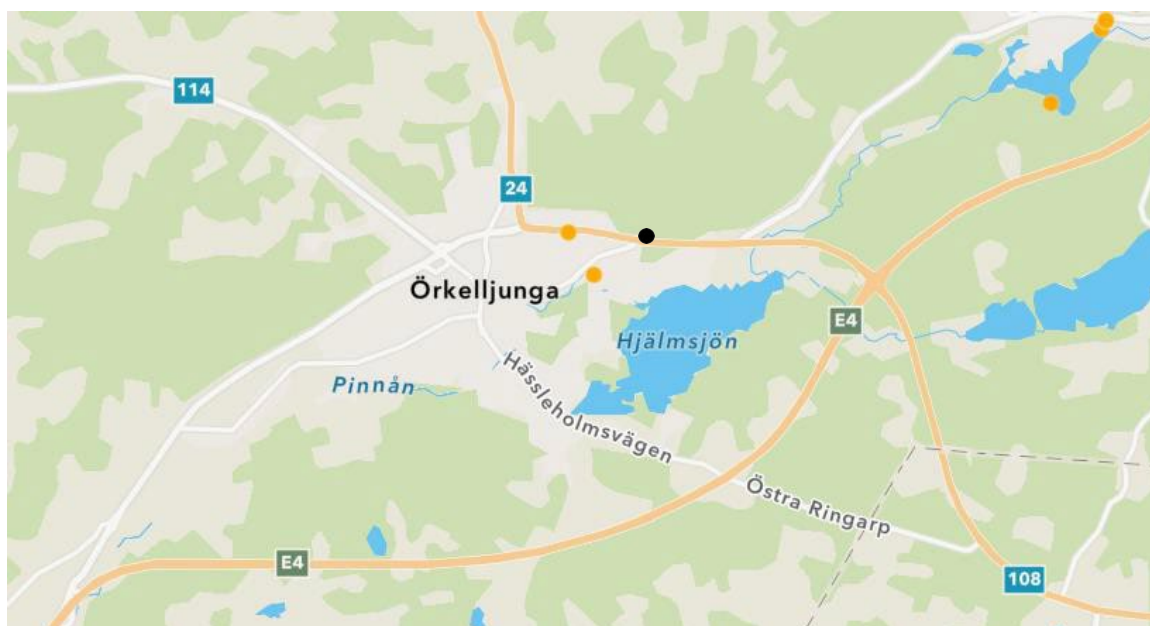 114
24
Örkelljunga
Hjälmsjön
E4
Pinnån
Hässleholmsvägen
Östra Ringarp
E4
108